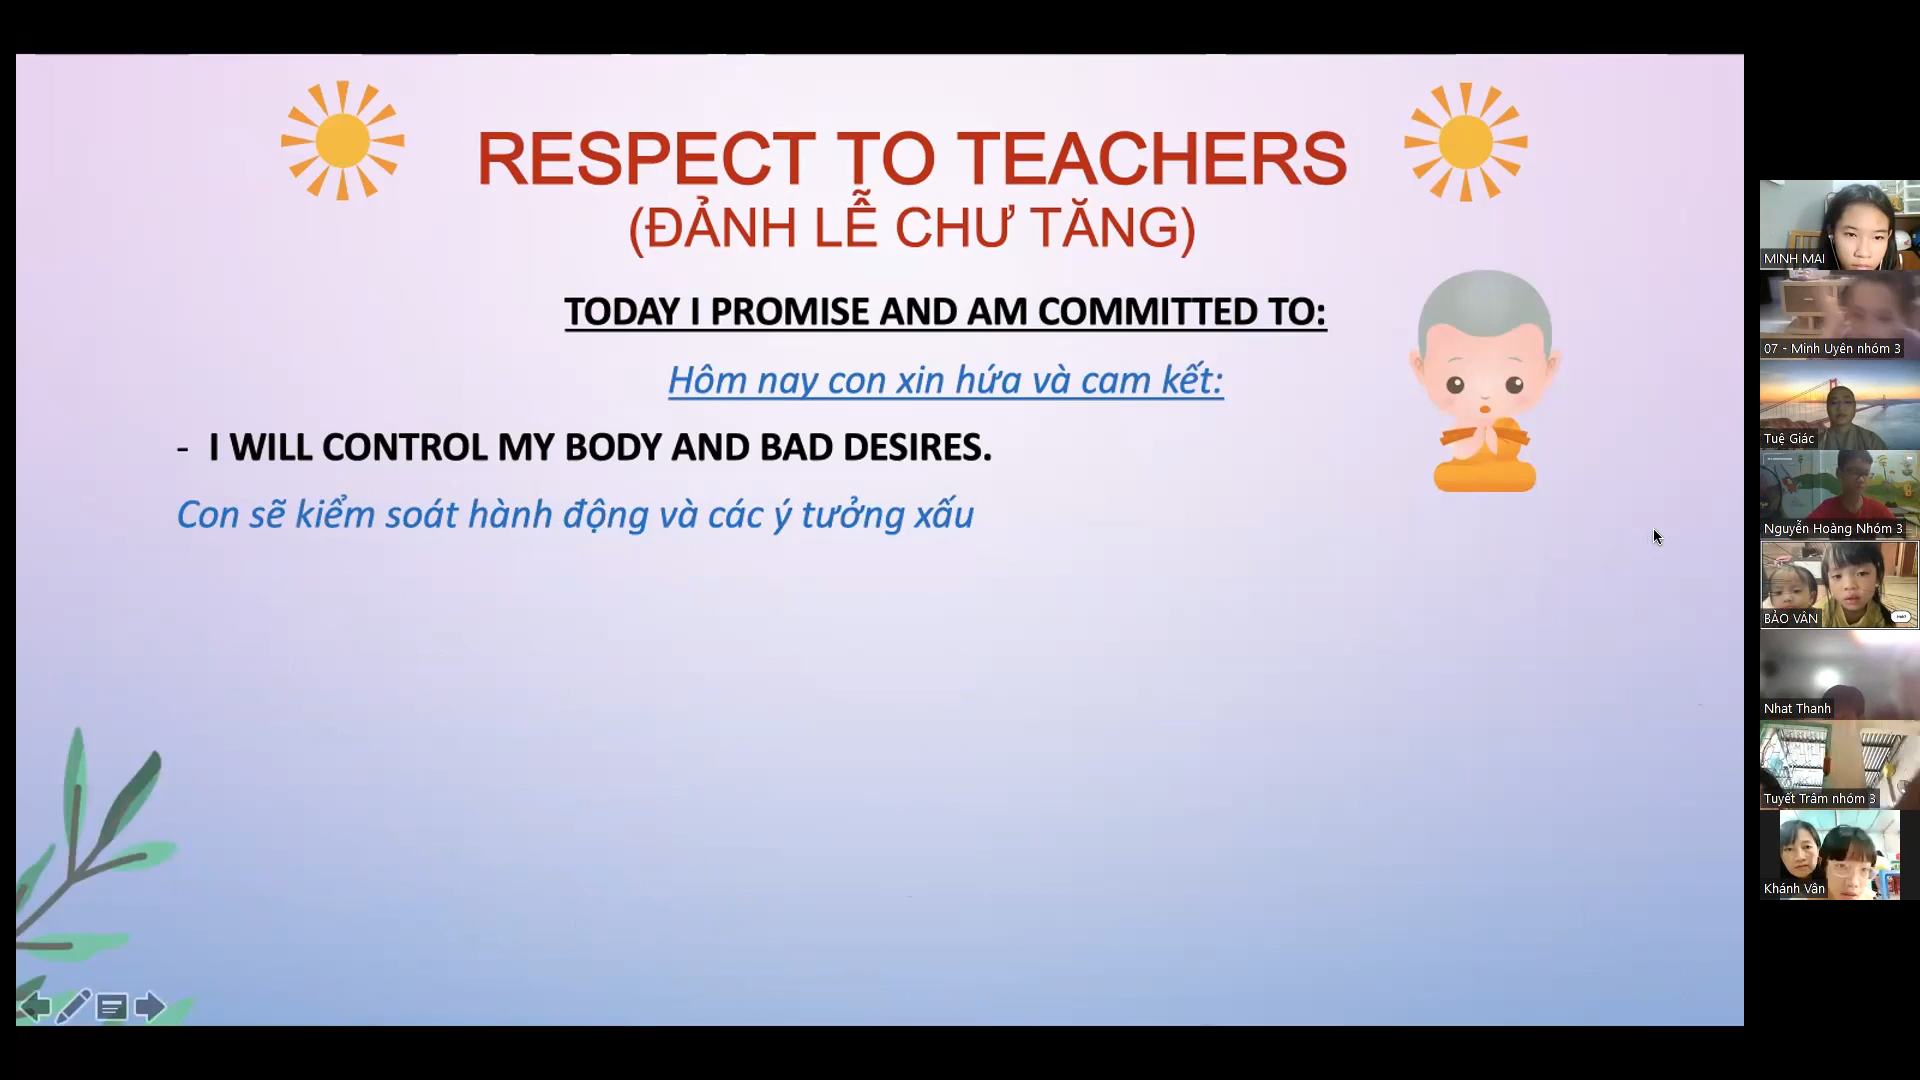 RESPECT TO TEACHERS
(ĐẢNH LỄ CHƯ TĂNG)
TODAY I PROMISE AND AM COMMITTED TO:
Hôm nay con xin hứa và cam kết:
- I WILL CONTROL MY BODY AND BAD DESIRES.
Con sẽ kiểm soát hành động và các ý tưởng xấu
MINH MAI
07 - Minh Uyên nhóm 3
Tuệ Giác
Nguyễn Hoàng Nhóm 3
BẢO VÂN
Nhat Thanh
Tuyết Trâm nhóm 3
Khánh Vân